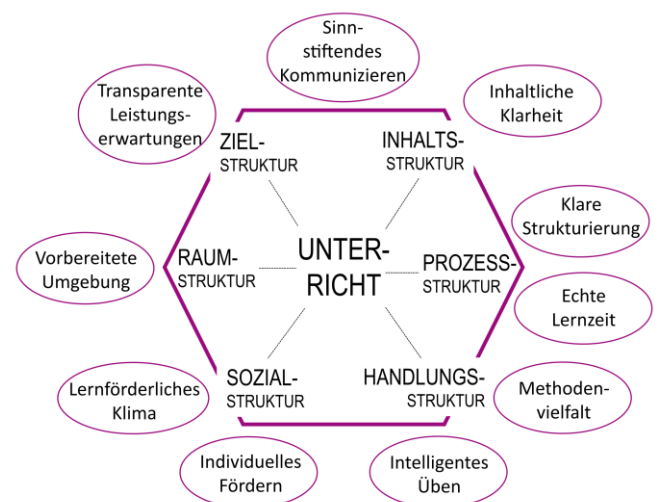 Sinn-
stiftendes
Kommunizieren
Transparente
Leistungs-
erwartungen
Inhaltliche
Klarheit
ZIEL-
STRUKTUR
INHALTS-
STRUKTUR
Klare
Strukturierung
Vorbereitete
Umgebung
RAUM-
STRUKTUR
UNTER-
RICHT
PROZESS-
STRUKTUR
Echte
Lernzeit
Lernförderliches
Klima
SOZIAL-
STRUKTUR
HANDLUNGS-
STRUKTUR
Methoden-
vielfalt
Individuelles
Fördern
Intelligentes
Üben